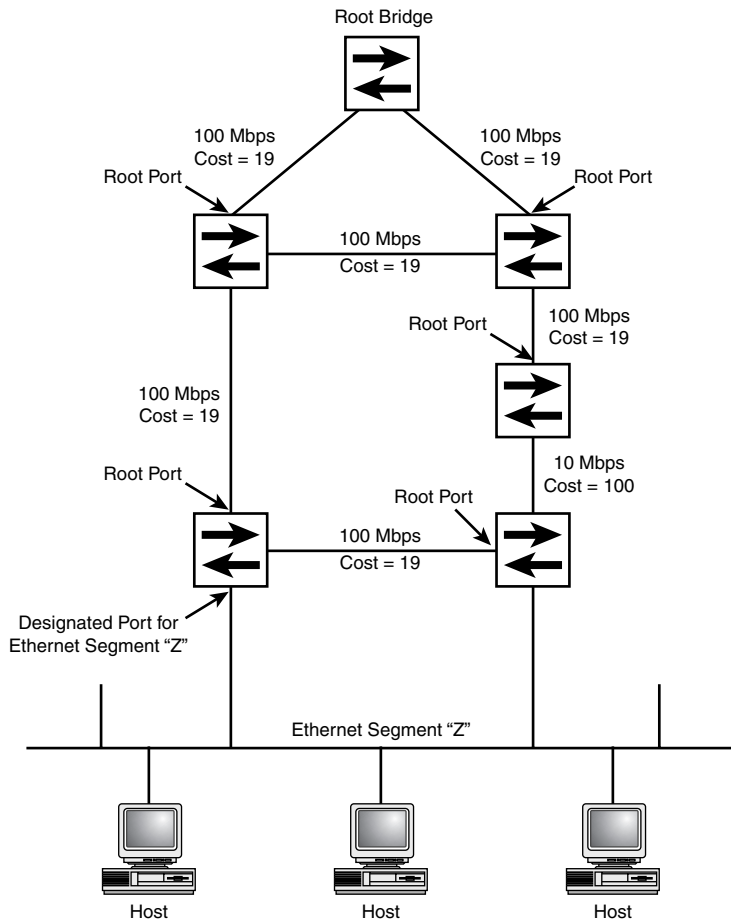 Root Bridge
100 Mbps
Cost = 19
100 Mbps
Cost = 19
Root Port
Root Port
100 Mbps
Cost = 19
Root Port
100 Mbps
Cost = 19
100 Mbps
Cost = 19
Root Port
10 Mbps
Cost = 100
Root Port
100 Mbps
Cost = 19
Designated Port for
Ethernet Segment “Z”
Ethernet Segment “Z”
Host
Host
Host